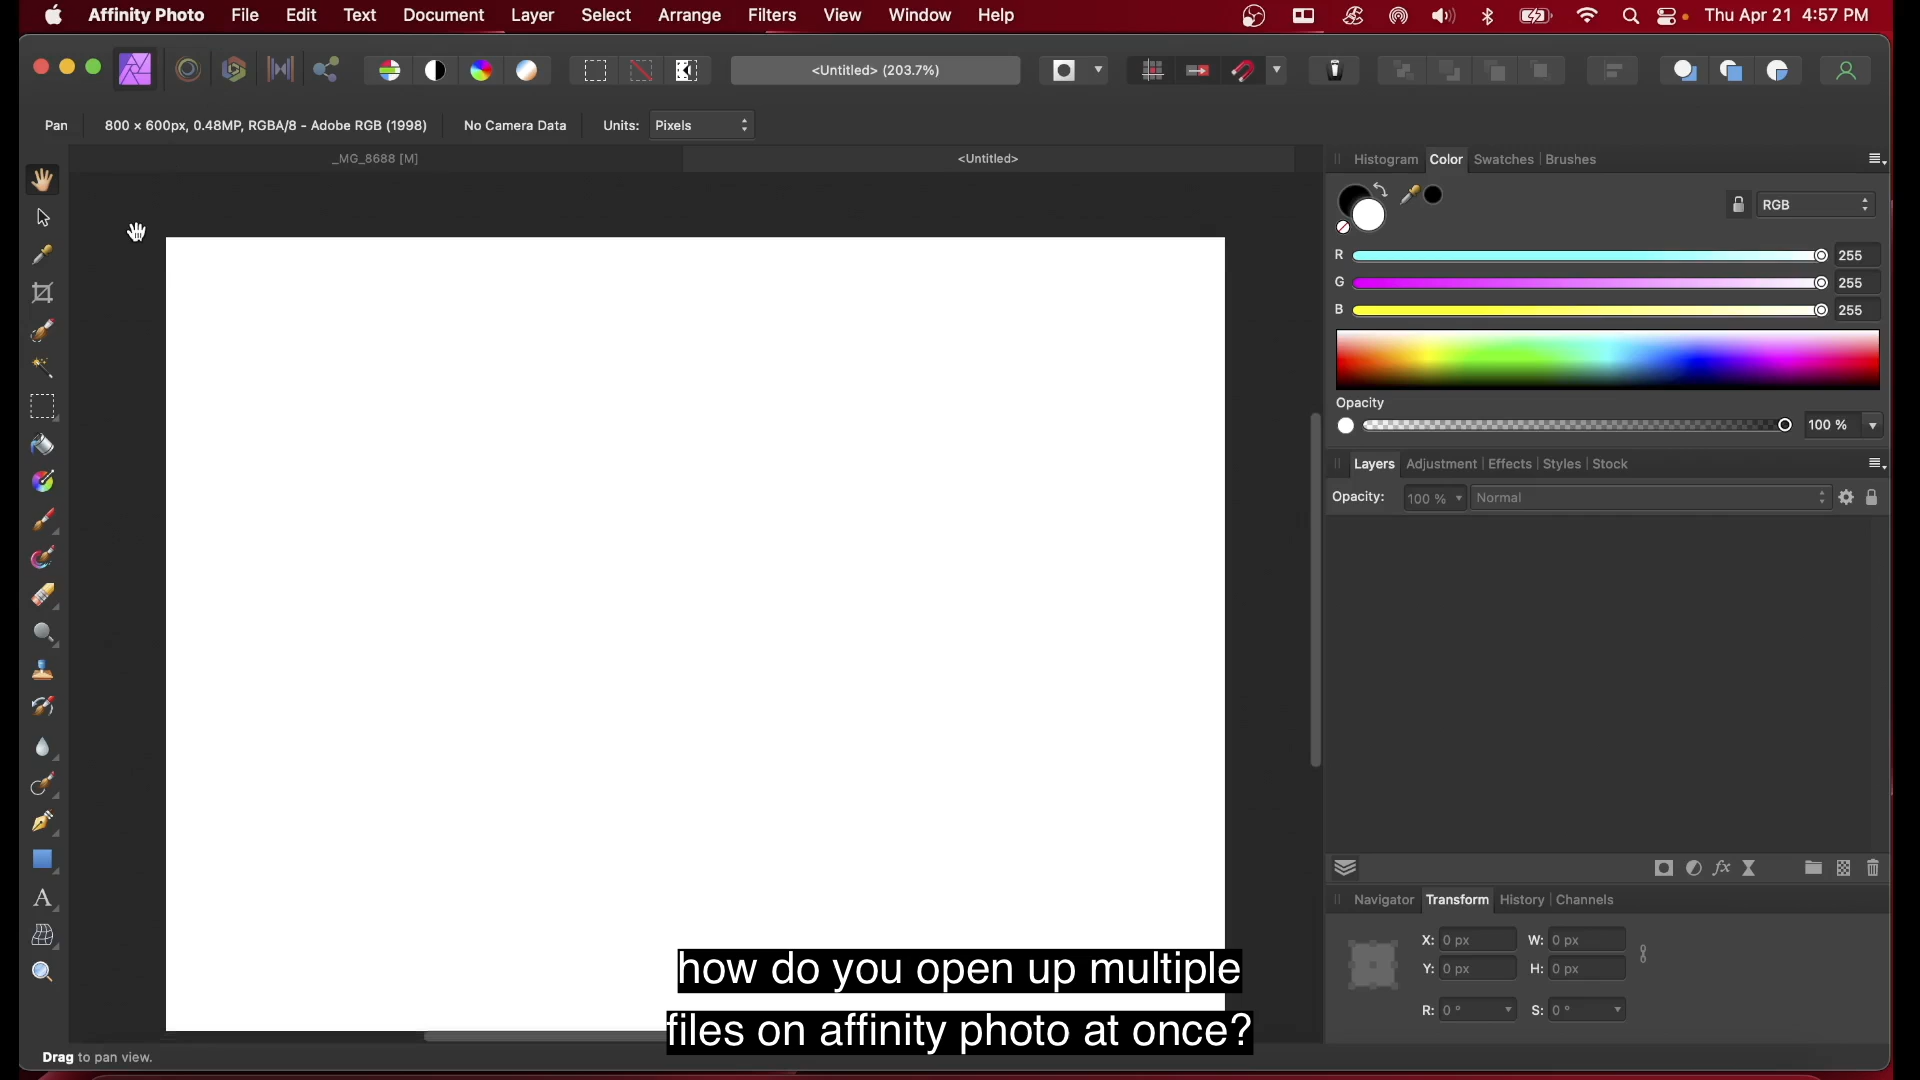 Affinity Photo File Edit Text Document Layer Select Arrange Filters View Window Help Thu Apr 21 4:57 PM
<Untitled> (203.7%)
Pan 800 × 600px, 0.48MP, RGBA/8 - Adobe RGB (1998) No Camera Data Units: Pixels
_MG_8688 [M] <Untitled>
Histogram Color Swatches Brushes
RGB
R 255
G 255
B 255
Opacity
100 %
Layers Adjustment Effects Styles Stock
Opacity: 100 % Normal
fx
Navigator Transform History Channels
X: 0 px W: 0 px
Y: 0 px H: 0 px
R: 0 ° S: 0 °
A
how do you open up multiple
files on affinity photo at once?
Drag to pan view.